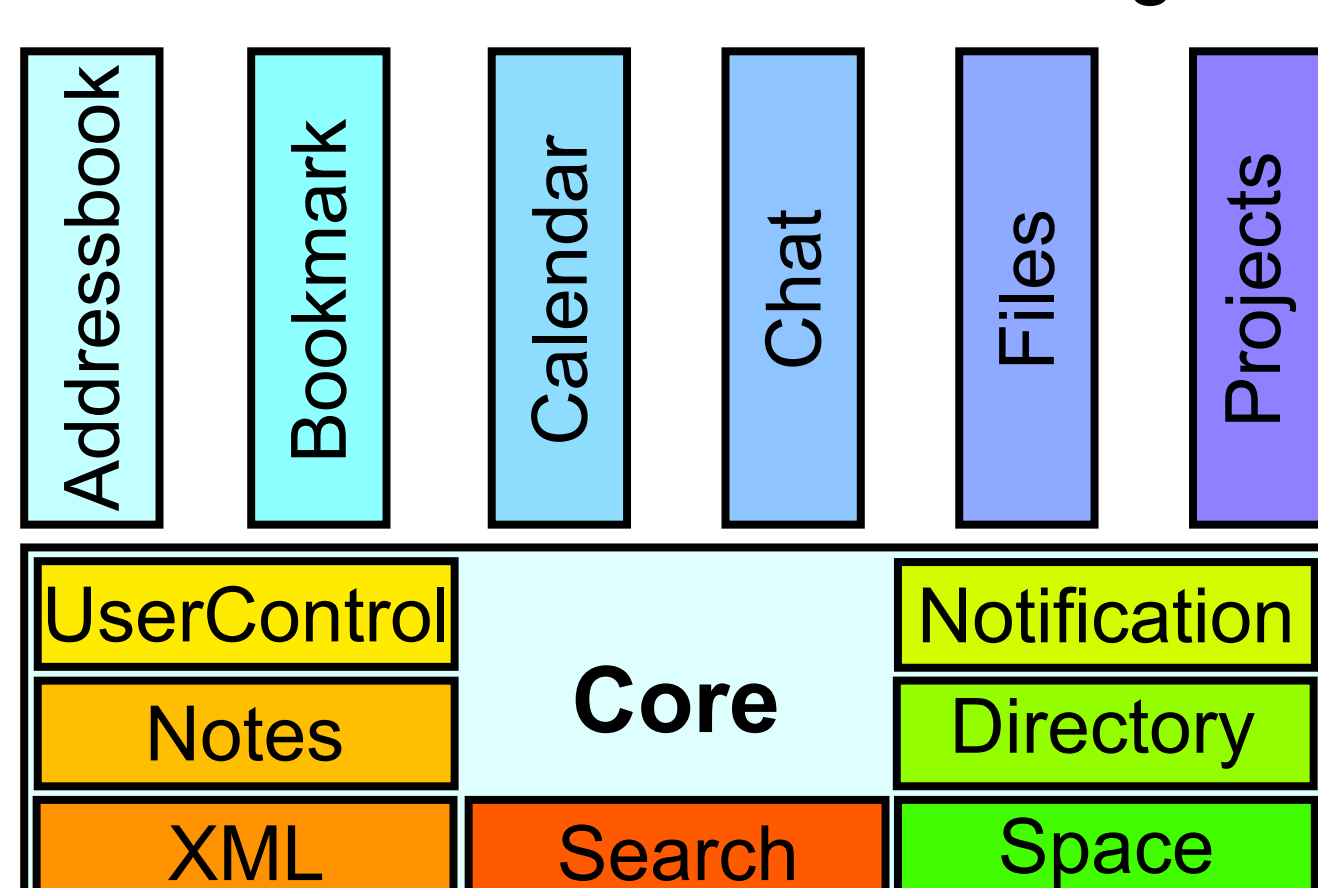 Addressbook
Bookmark
Calendar
Chat
Files
Projects
UserControl
Core
Notification
Notes
Directory
XML
Search
Space